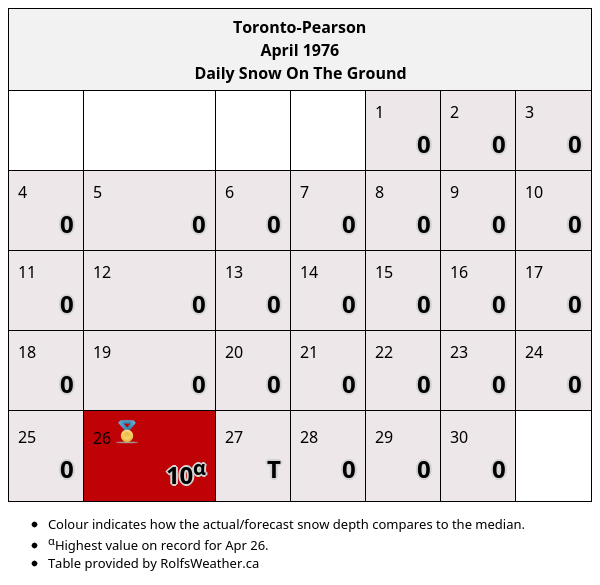 Toronto-Pearson
April 1976
Daily Snow On The Ground
1 2 3
0 0 0
4 5 6 7 8 9 10
0 0 0 0 0 0 0
11 12 13 14 15 16 17
0 0 0 0 0 0 0
18 19 20 21 22 23 24
0 0 0 0 0 0 0
25 26 27 28 29 30
0 10α T 0 0 0
Colour indicates how the actual/forecast snow depth compares to the median.
αHighest value on record for Apr 26.
Table provided by RolfsWeather.ca